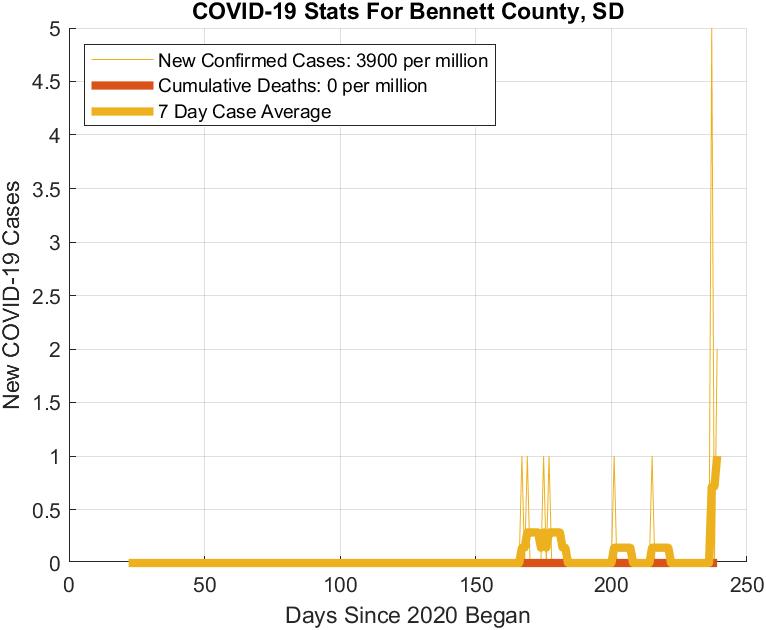 COVID-19 Stats For Bennett County, SD
New Confirmed Cases: 3900 per million
Cumulative Deaths: 0 per million
7 Day Case Average
New COVID-19 Cases
5
4.5
4
3.5
3
2.5
2
1.5
1
0.5
0
0 50 100 150 200 250
Days Since 2020 Began